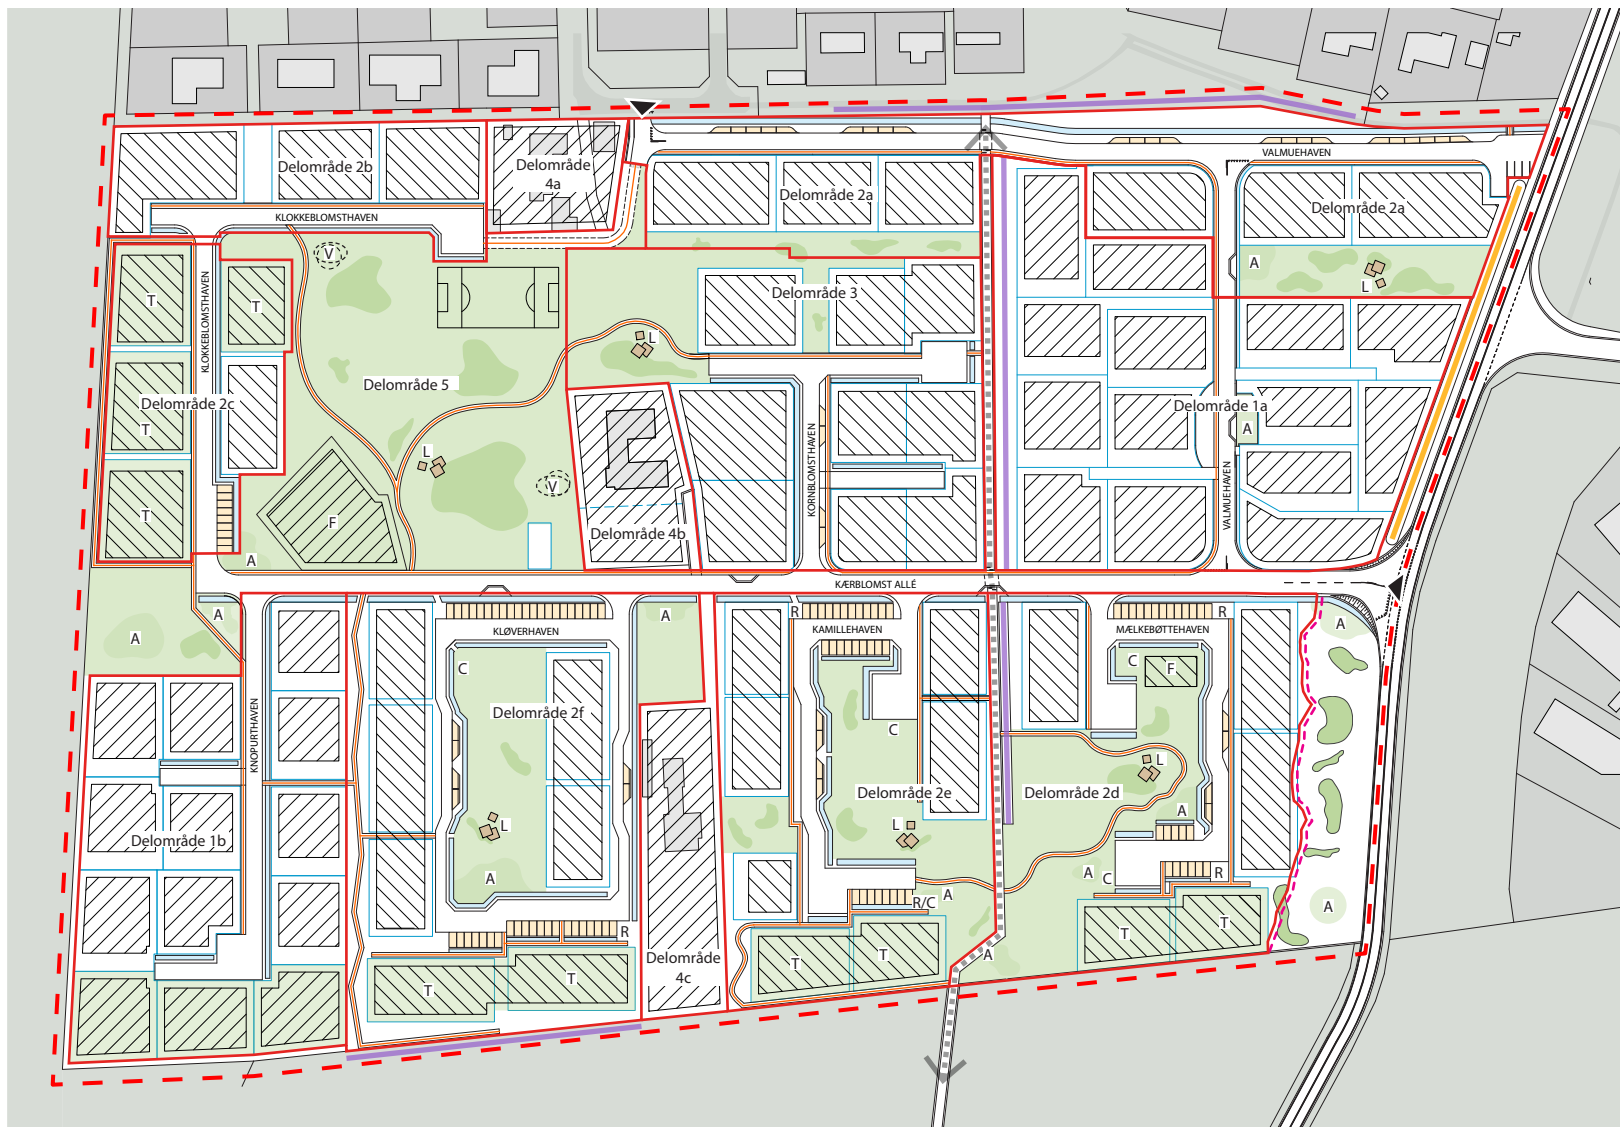 VALMUEHAVEN
Delområde 2b
Delområde
4a
Delområde 2a
Delområde 2a
KLOKKEBLOMSTHAVEN
V
A
L
T
T
KLOKKEBLOMSTHAVEN
Delområde 3
L
Delområde 5
Delområde 2c
T
Delområde 1a
A
KORNBLOMSTHAVEN
L
V
VALMUEHAVEN
T
F
Delområde 4b
A
KÆRBLOMST ALLÉ
A
A
R
R
A
KLØVERHAVEN
KAMILLEHAVEN
MÆLKEBØTTEHAVEN
A
C
C
F
KNOPURTHAVEN
Delområde 2f
C
L
Delområde 2e
Delområde 2d
A
L
L
Delområde 1b
A
A
C
R
A
R/C
A
R
T
T
A
Delområde
4c
T
T
T
T